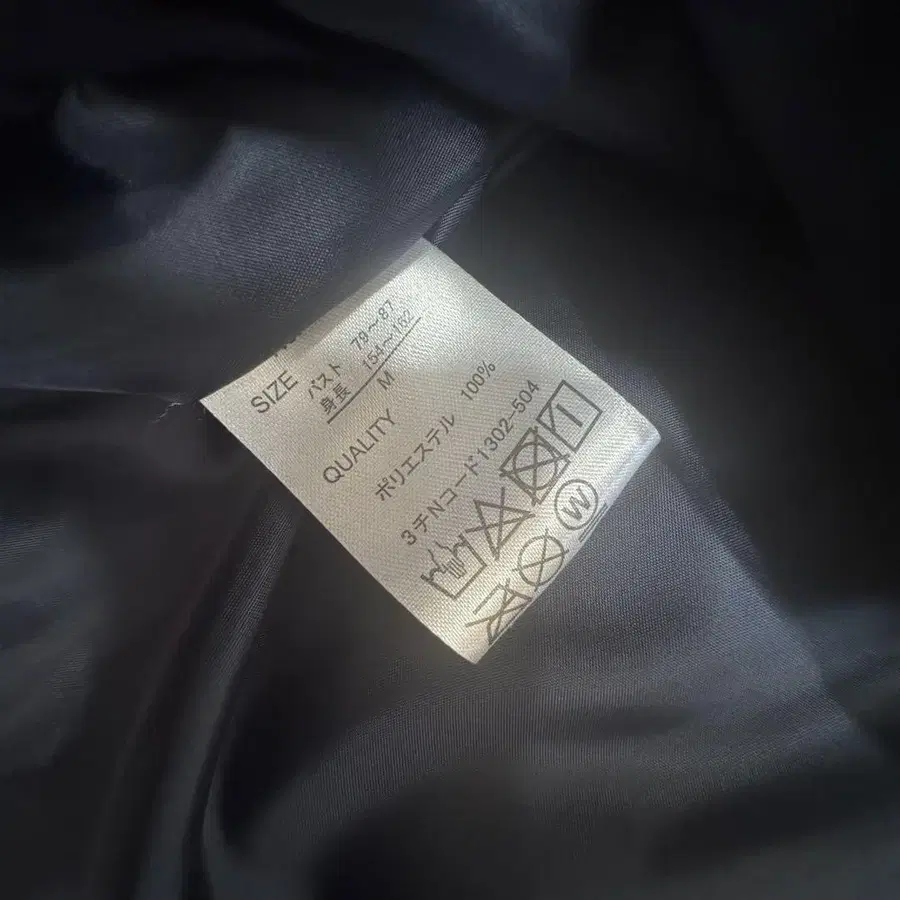 SIZE
バスト 79～87
身長 154～162
M
QUALITY
ポリエステル 100%
3チNコード1302-504
W